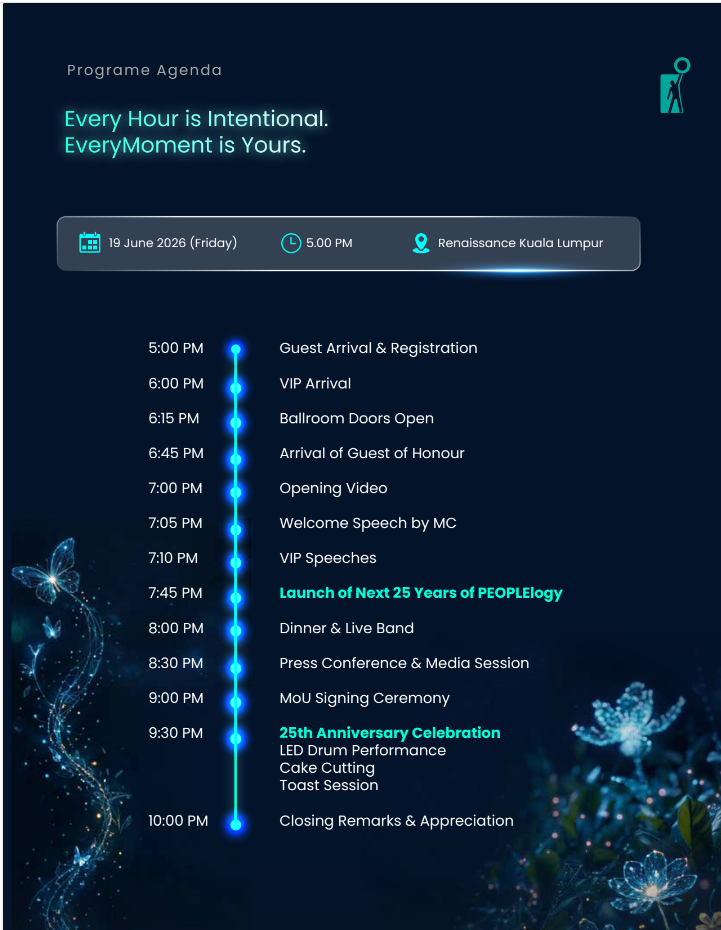 Programe Agenda
Every Hour is Intentional.
EveryMoment is Yours.
19 June 2026 (Friday) 5.00 PM Renaissance Kuala Lumpur
5:00 PM Guest Arrival & Registration
6:00 PM VIP Arrival
6:15 PM Ballroom Doors Open
6:45 PM Arrival of Guest of Honour
7:00 PM Opening Video
7:05 PM Welcome Speech by MC
7:10 PM VIP Speeches
7:45 PM Launch of Next 25 Years of PEOPLElogy
8:00 PM Dinner & Live Band
8:30 PM Press Conference & Media Session
9:00 PM MoU Signing Ceremony
9:30 PM 25th Anniversary Celebration
LED Drum Performance
Cake Cutting
Toast Session
10:00 PM Closing Remarks & Appreciation